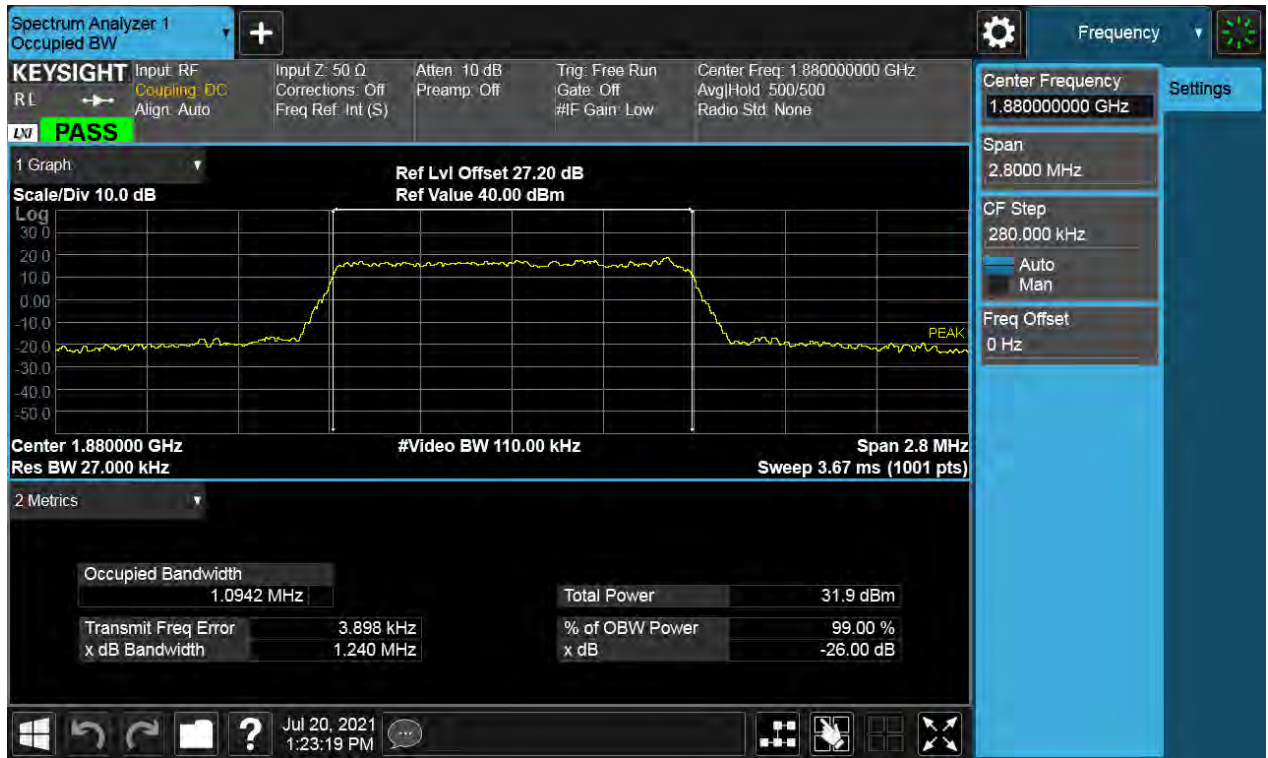 Spectrum Analyzer 1
Occupied BW
+
Frequency
KEYSIGHT
RL
LXI
PASS
Input: RF
Coupling: DC
Align: Auto
Input Z: 50 Ω
Corrections: Off
Freq Ref: Int (S)
Atten: 10 dB
Preamp: Off
Trig: Free Run
Gate: Off
#IF Gain: Low
Center Freq: 1.880000000 GHz
Avg|Hold: 500/500
Radio Std: None
Center Frequency
1.880000000 GHz
Settings
Span
2.8000 MHz
CF Step
280.000 kHz
Auto
Man
Freq Offset
0 Hz
1 Graph
Scale/Div 10.0 dB
Ref Lvl Offset 27.20 dB
Ref Value 40.00 dBm
Log
30.0
20.0
10.0
0.00
-10.0
-20.0
-30.0
-40.0
-50.0
PEAK
Center 1.880000 GHz
#Video BW 110.00 kHz
Span 2.8 MHz
Res BW 27.000 kHz
Sweep 3.67 ms (1001 pts)
2 Metrics
Occupied Bandwidth
1.0942 MHz
Total Power 31.9 dBm
Transmit Freq Error 3.898 kHz
% of OBW Power 99.00 %
x dB Bandwidth 1.240 MHz
x dB -26.00 dB
?
Jul 20, 2021
1:23:19 PM